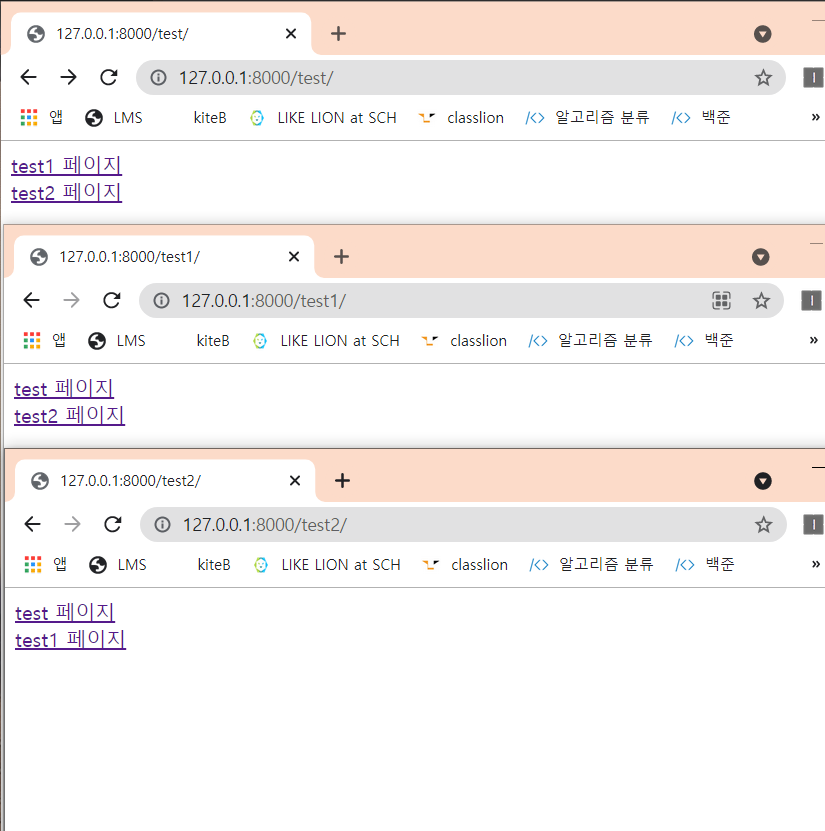 127.0.0.1:8000/test/
127.0.0.1:8000/test/
앱 LMS kiteB LIKE LION at SCH classlion 알고리즘 분류 백준 »
test1 페이지
test2 페이지
127.0.0.1:8000/test1/
127.0.0.1:8000/test1/
앱 LMS kiteB LIKE LION at SCH classlion 알고리즘 분류 백준 »
test 페이지
test2 페이지
127.0.0.1:8000/test2/
127.0.0.1:8000/test2/
앱 LMS kiteB LIKE LION at SCH classlion 알고리즘 분류 백준 »
test 페이지
test1 페이지